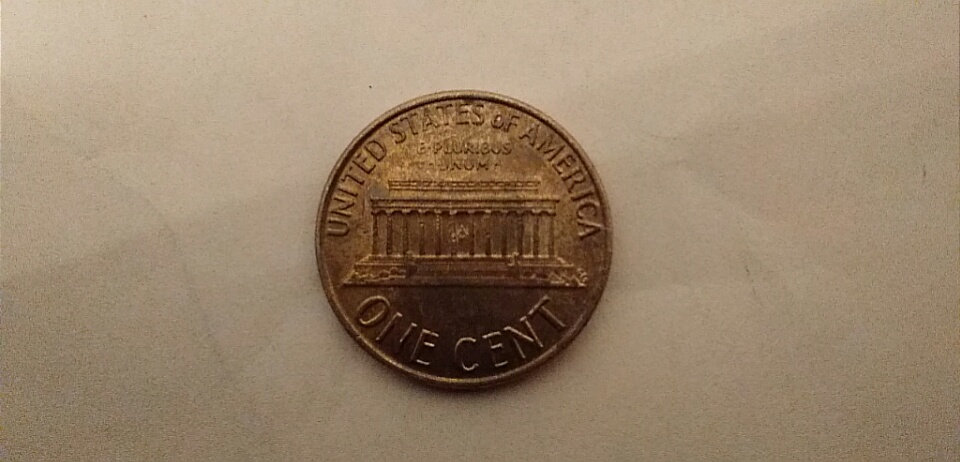 UNITED STATES oF AMERICA
E·PLURIBUS
·UNUM·
ONE CENT